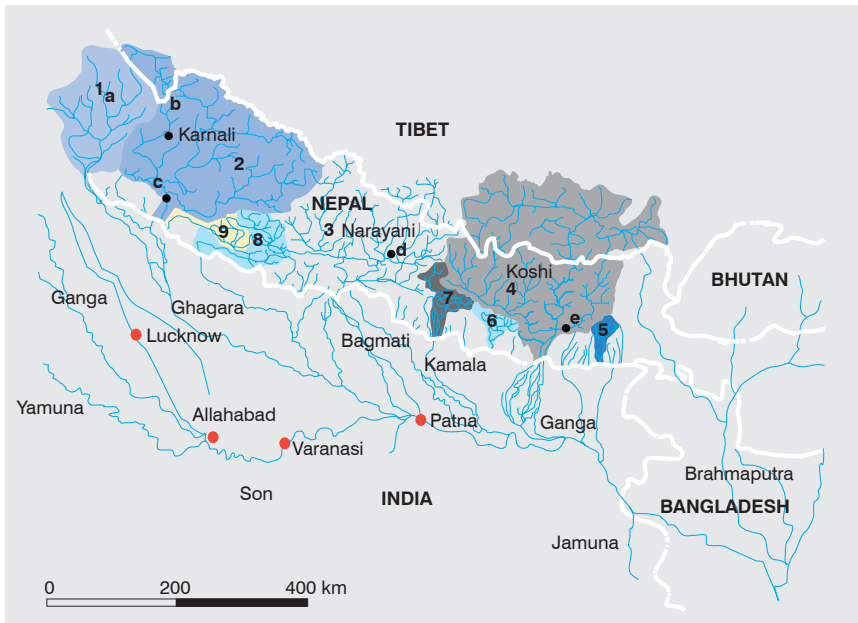 1
a
b
Karnali
TIBET
2
c
NEPAL
3 Narayani
9
8
d
Koshi
4
BHUTAN
Ganga
Ghagara
7
6
e
5
Lucknow
Bagmati
Kamala
Yamuna
Allahabad
Patna
Ganga
Varanasi
Brahmaputra
Son
INDIA
BANGLADESH
Jamuna
0 200 400 km